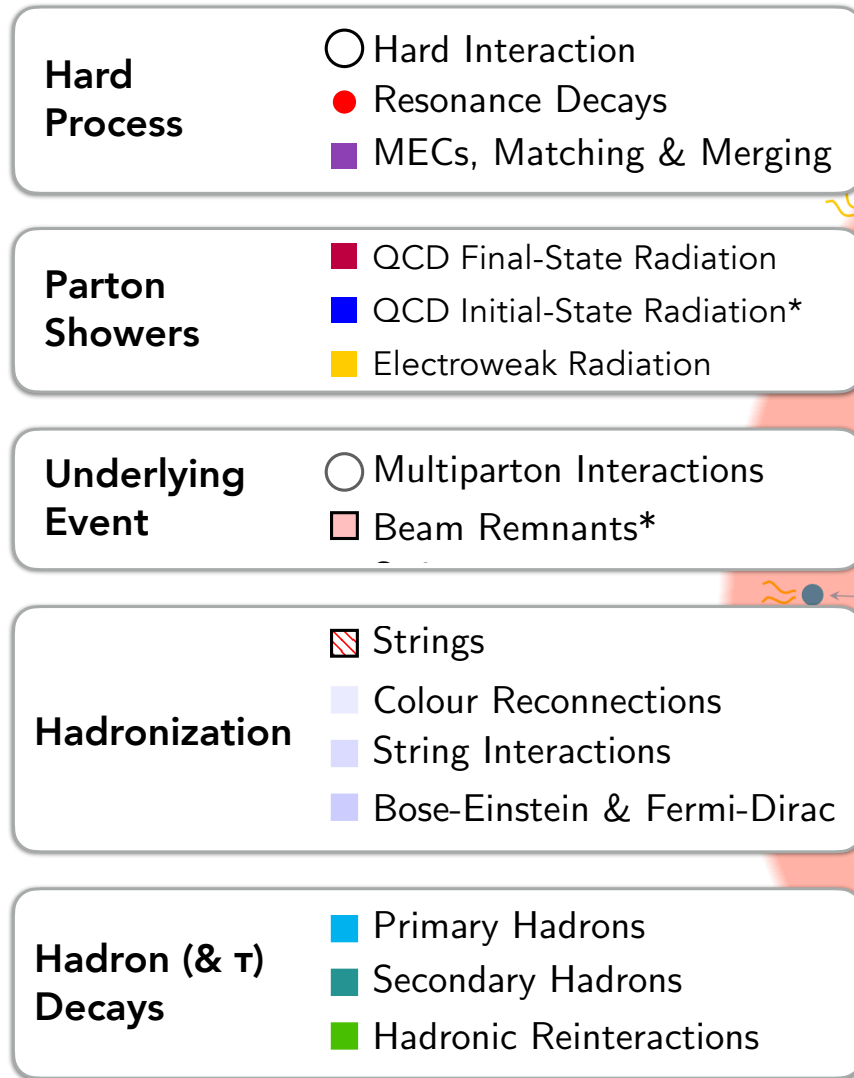 Hard
Process
Hard Interaction
Resonance Decays
MECs, Matching & Merging
Parton
Showers
QCD Final-State Radiation
QCD Initial-State Radiation*
Electroweak Radiation
Underlying
Event
Multiparton Interactions
Beam Remnants*
Hadronization
Strings
Colour Reconnections
String Interactions
Bose-Einstein & Fermi-Dirac
Hadron (& τ)
Decays
Primary Hadrons
Secondary Hadrons
Hadronic Reinteractions